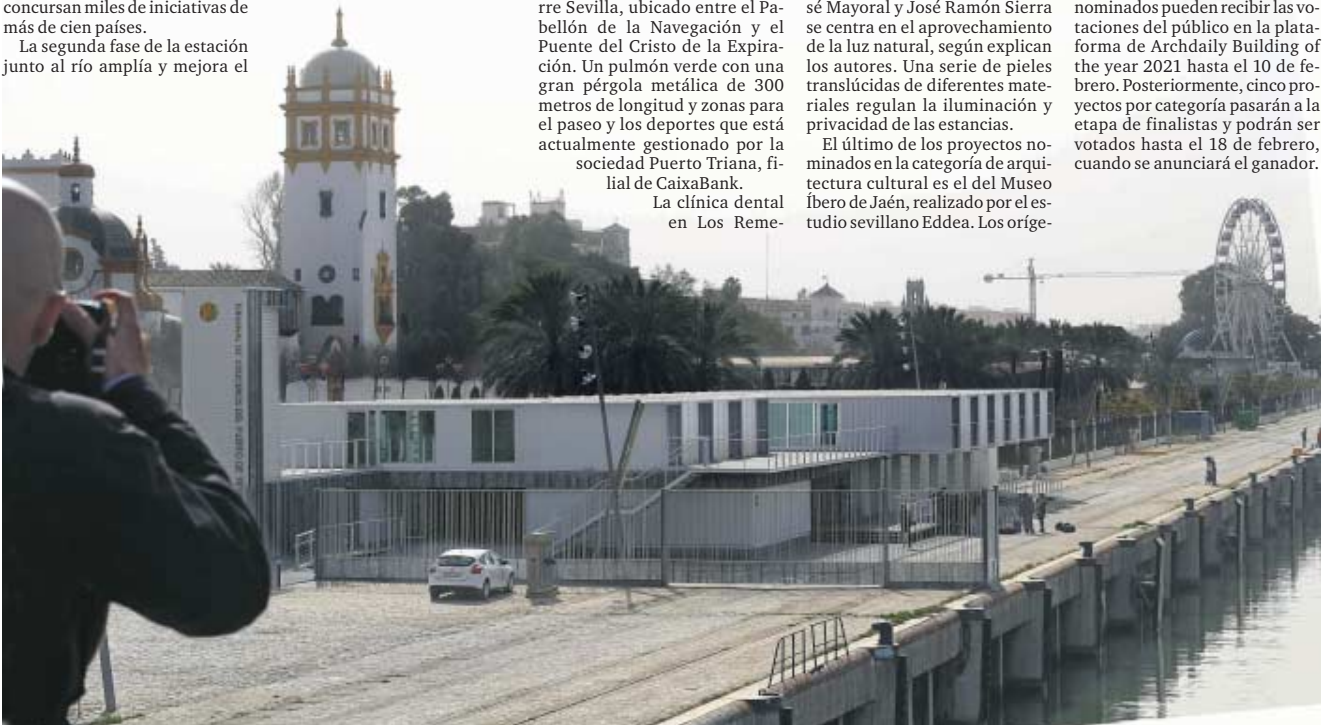 concursan miles de iniciativas de
más de cien países.
La segunda fase de la estación
junto al río amplía y mejora el
rre Sevilla, ubicado entre el Pa-
bellón de la Navegación y el
Puente del Cristo de la Expira-
ción. Un pulmón verde con una
gran pérgola metálica de 300
metros de longitud y zonas para
el paseo y los deportes que está
actualmente gestionado por la
sociedad Puerto Triana, fi-
lial de CaixaBank.
La clínica dental
en Los Reme-
sé Mayoral y José Ramón Sierra
se centra en el aprovechamiento
de la luz natural, según explican
los autores. Una serie de pieles
translúcidas de diferentes mate-
riales regulan la iluminación y
privacidad de las estancias.
El último de los proyectos no-
minados en la categoría de arqui-
tectura cultural es el del Museo
Íbero de Jaén, realizado por el es-
tudio sevillano Eddea. Los oríge-
nominados pueden recibir las vo-
taciones del público en la plata-
forma de Archdaily Building of
the year 2021 hasta el 10 de fe-
brero. Posteriormente, cinco pro-
yectos por categoría pasarán a la
etapa de finalistas y podrán ser
votados hasta el 18 de febrero,
cuando se anunciará el ganador.